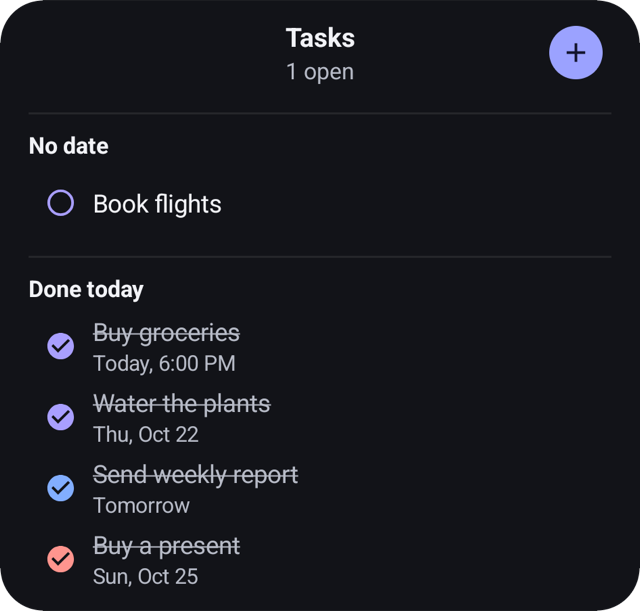 Tasks
1 open
No date
Book flights
Done today
Buy groceries
Today, 6:00 PM
Water the plants
Thu, Oct 22
Send weekly report
Tomorrow
Buy a present
Sun, Oct 25